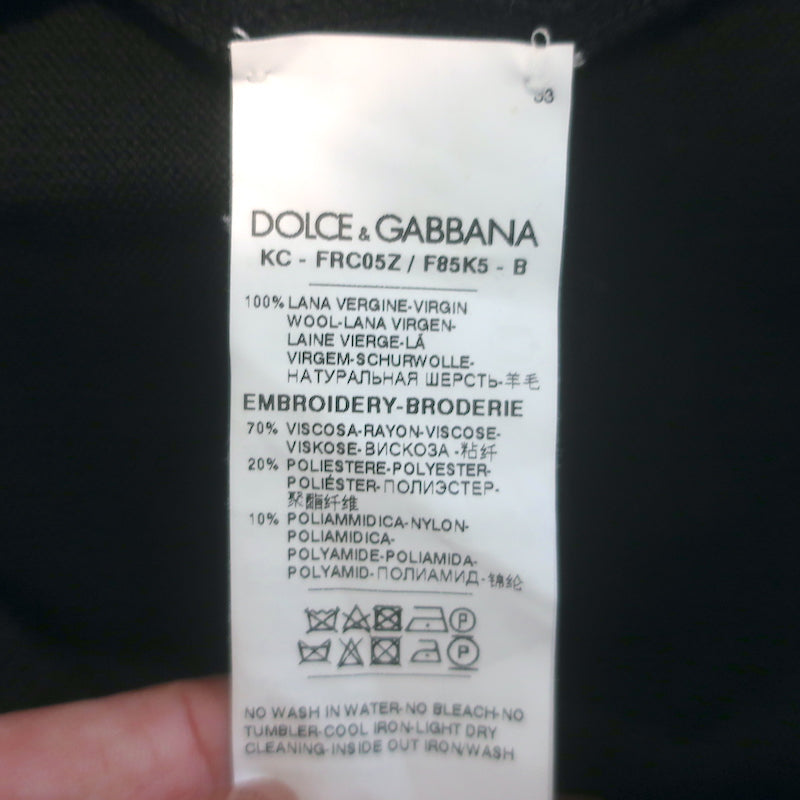 33
DOLCE & GABBANA
KC - FRC05Z / F85K5 - B
100% LANA VERGINE-VIRGIN
WOOL-LANA VIRGEN-
LAINE VIERGE-LÃ
VIRGEM-SCHURWOLLE-
НАТУРАЛЬНАЯ ШЕРСТЬ-羊毛
EMBROIDERY-BRODERIE
70% VISCOSA-RAYON-VISCOSE-
VISKOSE-ВИСКОЗА -粘纤
20% POLIESTERE-POLYESTER-
POLIÉSTER-ПОЛИЭСТЕР-
聚酯纤维
10% POLIAMMIDICA-NYLON-
POLIAMIDICA-
POLYAMIDE-POLIAMIDA-
POLYAMID-ПОЛИАМИД-锦纶
P
P
NO WASH IN WATER-NO BLEACH-NO
TUMBLER-COOL IRON-LIGHT DRY
CLEANING-INSIDE OUT IRON/WASH